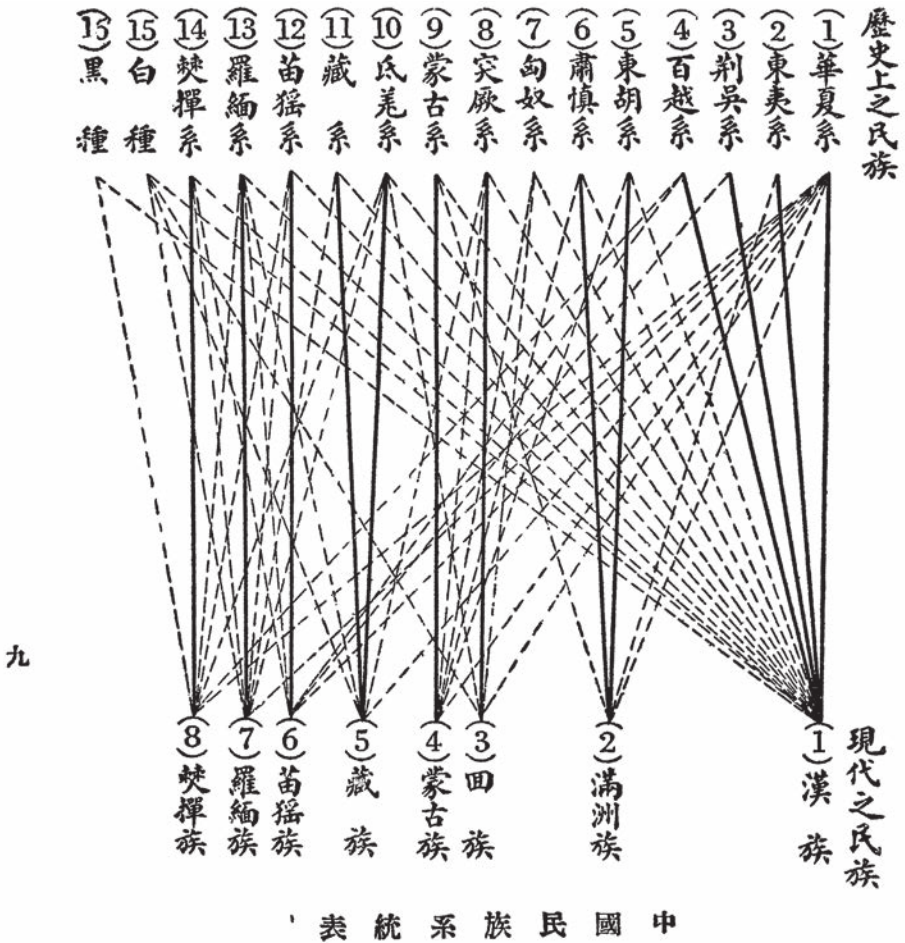 歷史上之民族
(1)華夏系
(2)東夷系
(3)荆吳系
(4)百越系
(5)東胡系
(6)肅慎系
(7)匈奴系
(8)突厥系
(9)蒙古系
(10)氐羌系
(11)藏系
(12)苗猺系
(13)羅緬系
(14)僰撣系
(15)白種
(15)黑種
現代之民族
(1)漢族
(2)滿洲族
(3)回族
(4)蒙古族
(5)藏族
(6)苗猺族
(7)羅緬族
(8)僰撣族
表統系族民國中
九